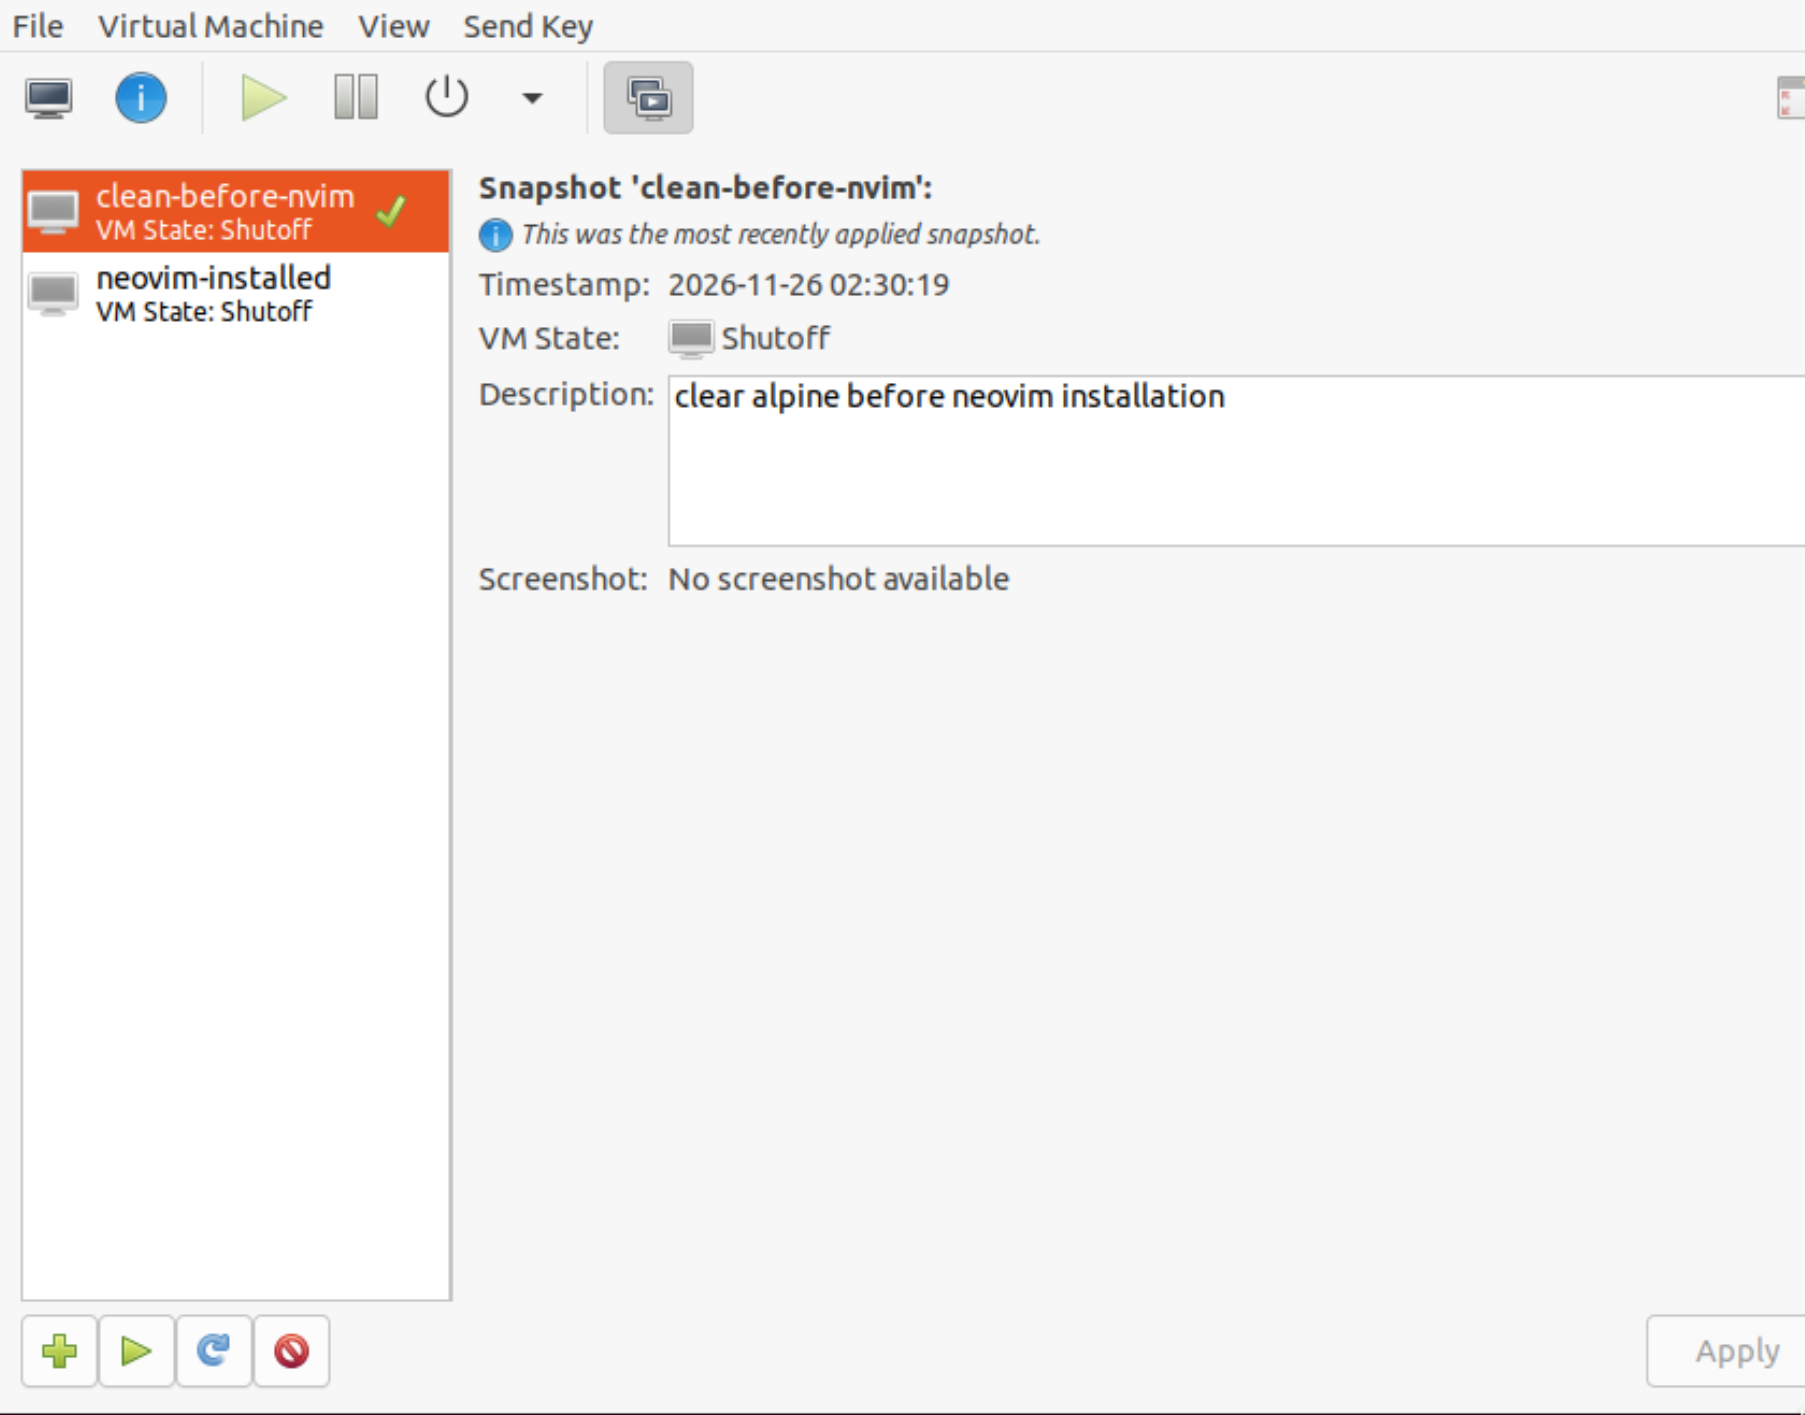 File Virtual Machine View Send Key
clean-before-nvim
VM State: Shutoff
neovim-installed
VM State: Shutoff
Snapshot 'clean-before-nvim':
This was the most recently applied snapshot.
Timestamp: 2026-11-26 02:30:19
VM State: Shutoff
Description: clear alpine before neovim installation
Screenshot: No screenshot available
Apply